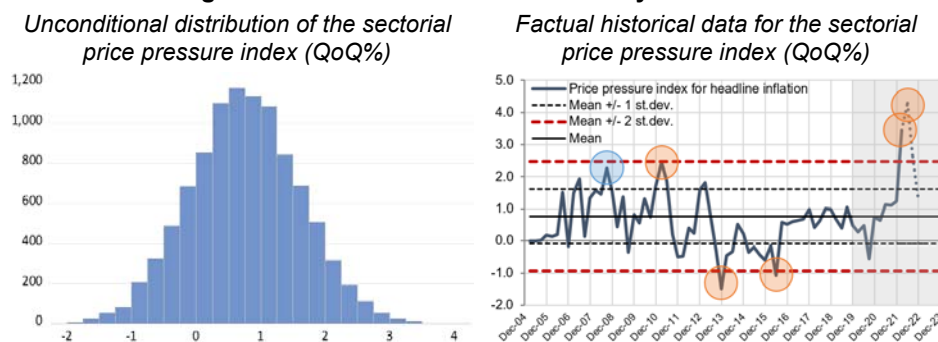 Unconditional distribution of the sectorial
price pressure index (QoQ%)
1,200
1,000
800
600
400
200
0
-2 -1 0 1 2 3 4
Factual historical data for the sectorial
price pressure index (QoQ%)
5.0
4.0
3.0
2.0
1.0
0.0
-1.0
-2.0
Price pressure index for headline inflation
Mean +/- 1 st.dev.
Mean +/- 2 st.dev.
Mean
Dec-04
Dec-05
Dec-06
Dec-07
Dec-08
Dec-09
Dec-10
Dec-11
Dec-12
Dec-13
Dec-14
Dec-15
Dec-16
Dec-17
Dec-18
Dec-19
Dec-20
Dec-21
Dec-22